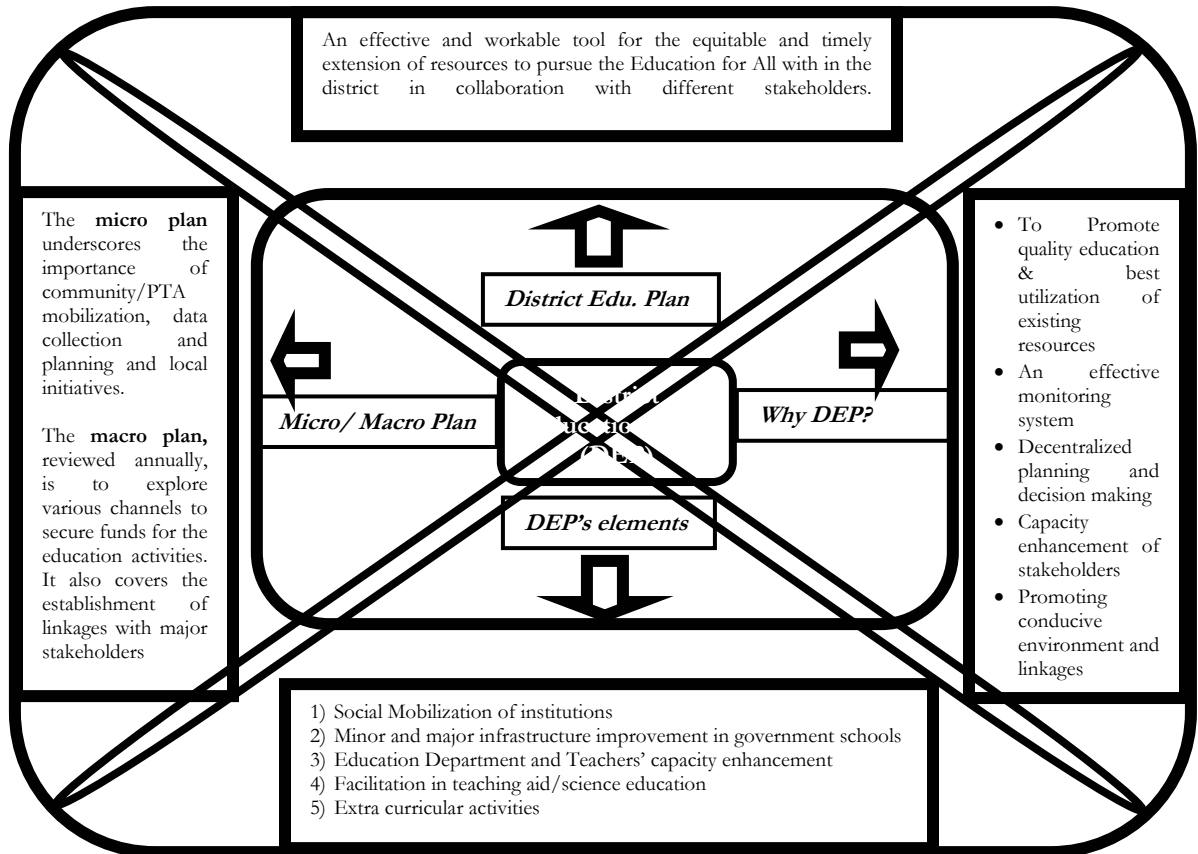 An effective and workable tool for the equitable and timely
extension of resources to pursue the Education for All with in the
district in collaboration with different stakeholders.
The micro plan
underscores the
importance of
community/PTA
mobilization, data
collection and
planning and local
initiatives.
The macro plan,
reviewed annually,
is to explore
various channels to
secure funds for the
education activities.
It also covers the
establishment of
linkages with major
stakeholders
District Edu. Plan
Micro/ Macro Plan
Why DEP?
DEP's elements
• To Promote
quality education
& best
utilization of
existing
resources
• An effective
monitoring
system
• Decentralized
planning and
decision making
• Capacity
enhancement of
stakeholders
• Promoting
conducive
environment and
linkages
1) Social Mobilization of institutions
2) Minor and major infrastructure improvement in government schools
3) Education Department and Teachers' capacity enhancement
4) Facilitation in teaching aid/science education
5) Extra curricular activities